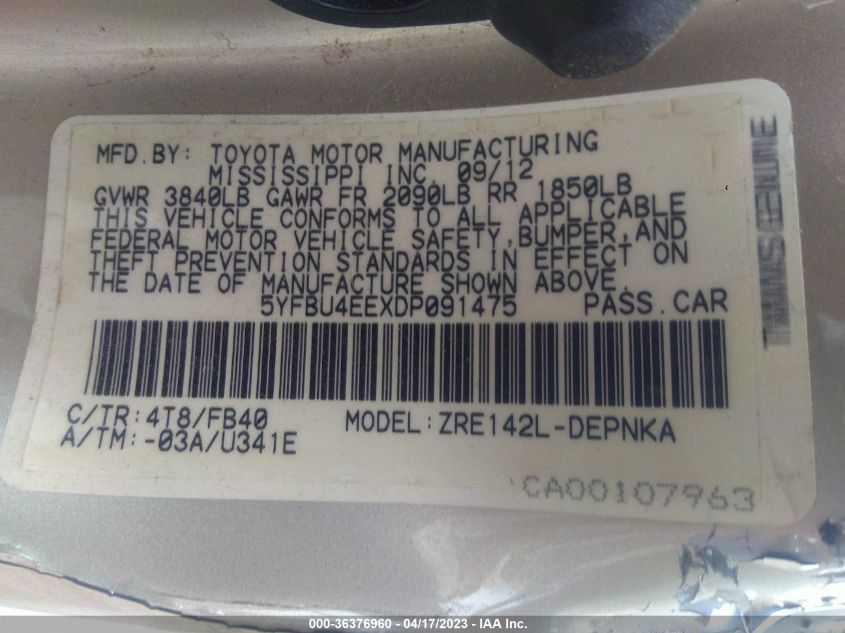 MFD.BY: TOYOTA MOTOR MANUFACTURING
MISSISSIPPI INC. 09/12
GVWR 3840LB GAWR FR 2090LB RR 1850LB
THIS VEHICLE CONFORMS TO ALL APPLICABLE
FEDERAL MOTOR VEHICLE SAFETY,BUMPER,AND
THEFT PREVENTION STANDARDS IN EFFECT ON
THE DATE OF MANUFACTURE SHOWN ABOVE.
5YFBU4EEXDP091475 PASS.CAR
C/TR:4T8/FB40 MODEL:ZRE142L-DEPNKA
A/TM:-03A/U341E
CA00107963
000-36376960 - 04/17/2023 - IAA Inc.